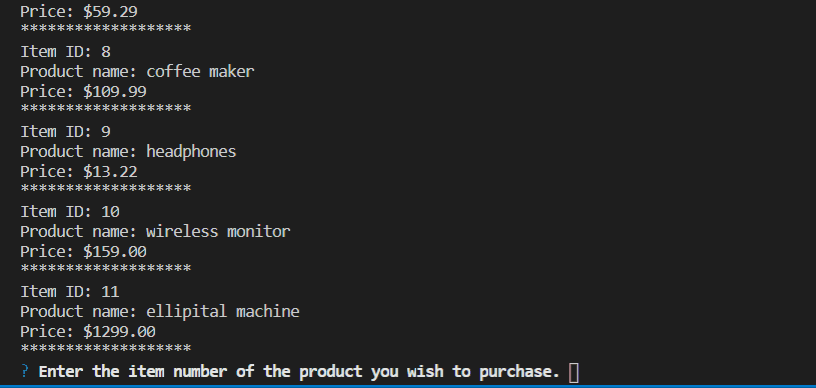 Price: $59.29
*******************
Item ID: 8
Product name: coffee maker
Price: $109.99
*******************
Item ID: 9
Product name: headphones
Price: $13.22
*******************
Item ID: 10
Product name: wireless monitor
Price: $159.00
*******************
Item ID: 11
Product name: ellipital machine
Price: $1299.00
*******************
? Enter the item number of the product you wish to purchase.